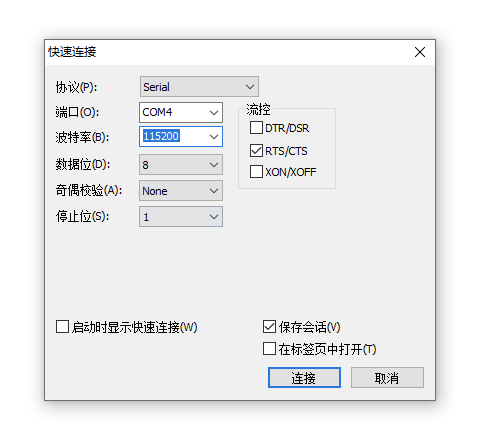 快速连接
协议(P):
Serial
端口(O):
COM4
流控
波特率(B):
115200
DTR/DSR
数据位(D):
8
RTS/CTS
XON/XOFF
奇偶校验(A):
None
停止位(S):
1
启动时显示快速连接(W)
保存会话(V)
在标签页中打开(T)
连接
取消